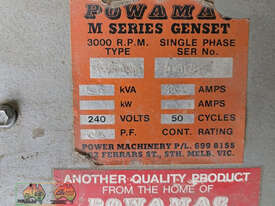 POWAMAC
M SERIES GENSET
3000 R.P.M. SINGLE PHASE
TYPE SER No.
kVA AMPS
kW AMPS
240 VOLTS 50 CYCLES
P.F. CONT. RATING
POWER MACHINERY P/L. 699 8155
FERRARS ST., STH. MELB. VIC.
ANOTHER QUALITY PRODUCT
FROM THE HOME OF
POWAMAC